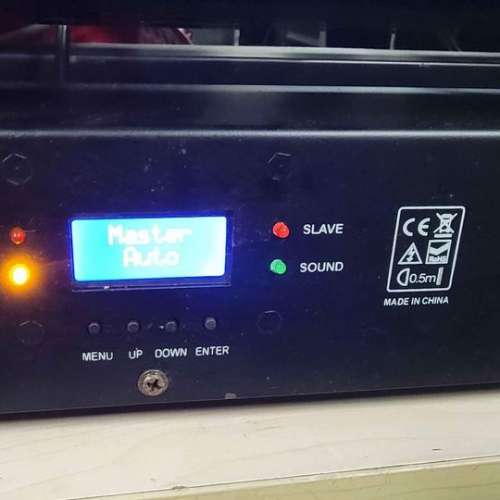 Master
Auto
SLAVE
SOUND
MENU UP DOWN ENTER
CE
RoHS
0.5m
MADE IN CHINA